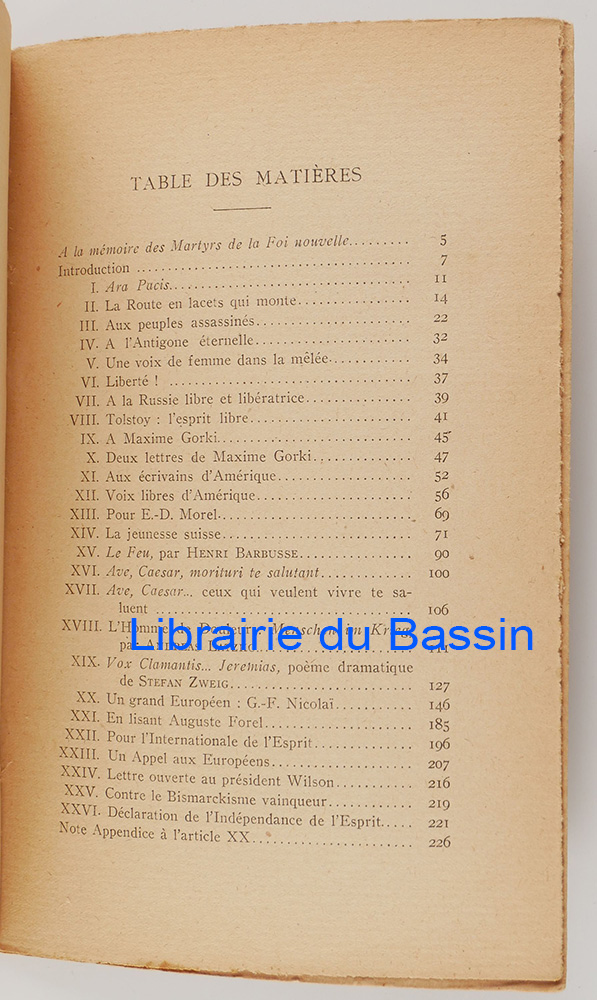 TABLE DES MATIÈRES
A la mémoire des Martyrs de la Foi nouvelle......... 5
Introduction ........................................ 7
I. Ara Pacis................................... 11
II. La Route en lacets qui monte................ 14
III. Aux peuples assassinés...................... 22
IV. A l'Antigone éternelle....................... 32
V. Une voix de femme dans la mêlée............ 34
VI. Liberté ! ................................... 37
VII. A la Russie libre et libératrice............... 39
VIII. Tolstoy : l'esprit libre........................ 41
IX. A Maxime Gorki............................. 45
X. Deux lettres de Maxime Gorki.............. 47
XI. Aux écrivains d'Amérique................... 52
XII. Voix libres d'Amérique...................... 56
XIII. Pour E.-D. Morel............................ 69
XIV. La jeunesse suisse........................... 71
XV. Le Feu, par HENRI BARBUSSE................ 90
XVI. Ave, Caesar, morituri te salutant............. 100
XVII. Ave, Caesar... ceux qui veulent vivre te sa-
luent ..................................... 106
XVIII. L'Homme de Douleur : Menschen im Krieg
par ANDREAS
Librairie du Bassin
XIX. Vox Clamantis... Jeremias, poème dramatique
de STEFAN ZWEIG.......................... 127
XX. Un grand Européen : G.-F. Nicolaï......... 146
XXI. En lisant Auguste Forel..................... 185
XXII. Pour l'Internationale de l'Esprit.............. 196
XXIII. Un Appel aux Européens.................... 207
XXIV. Lettre ouverte au président Wilson.......... 216
XXV. Contre le Bismarckisme vainqueur........... 219
XXVI. Déclaration de l'Indépendance de l'Esprit..... 221
Note Appendice à l'article XX....................... 226